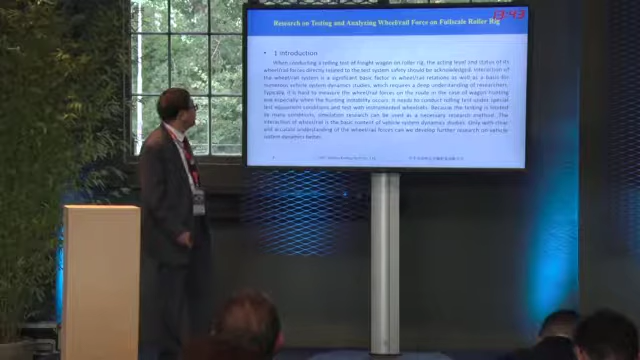 Research on Testing and Analyzing Wheel/rail Force on Fullscale Roller Rig
13:43
• 1 Introduction
When conducting a rolling test of freight wagon on roller rig, the acting level and status of its
wheel/rail forces directly related to the test system safety should be acknowledged. Interaction of
the wheel/rail system is a significant basic factor in wheel/rail relations as well as a basis for
numerous vehicle system dynamics studies, which requires a deep understanding of researchers.
Typically, it is hard to measure the wheel/rail forces on the route in the case of wagon hunting
and especially when the hunting instability occurs. It needs to conduct rolling test under special
test equipment conditions and test with instrumented wheelsets. Because the testing is limited
by many conditions, simulation research can be used as a necessary research method. The
interaction of wheel/rail is the basic content of vehicle system dynamics studies. Only with clear
and accurate understanding of the wheel/rail forces can we develop further research on vehicle
system dynamics better.